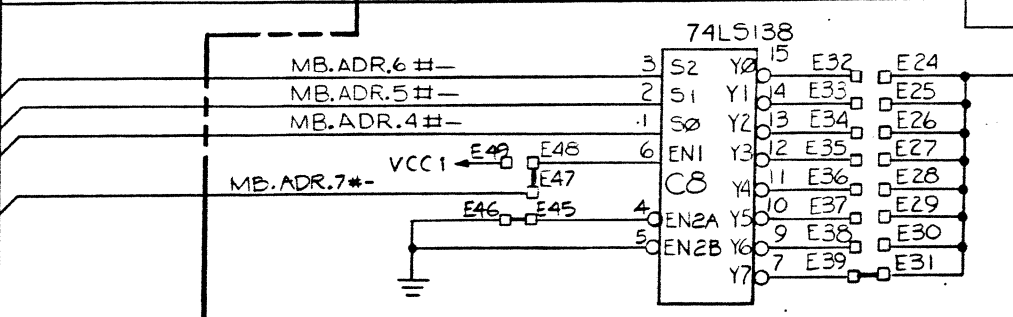 74LS138
MB.ADR.6 #- 3 S2 Y0 15 E32 E24
MB.ADR.5 #- 2 S1 Y1 14 E33 E25
MB.ADR.4 #- 1 S0 Y2 13 E34 E26
VCC1 E49 E48 6 EN1 Y3 12 E35 E27
MB.ADR.7 #- E47 C8 Y4 11 E36 E28
E46 E45 4 EN2A Y5 10 E37 E29
5 EN2B Y6 9 E38 E30
Y7 7 E39 E31